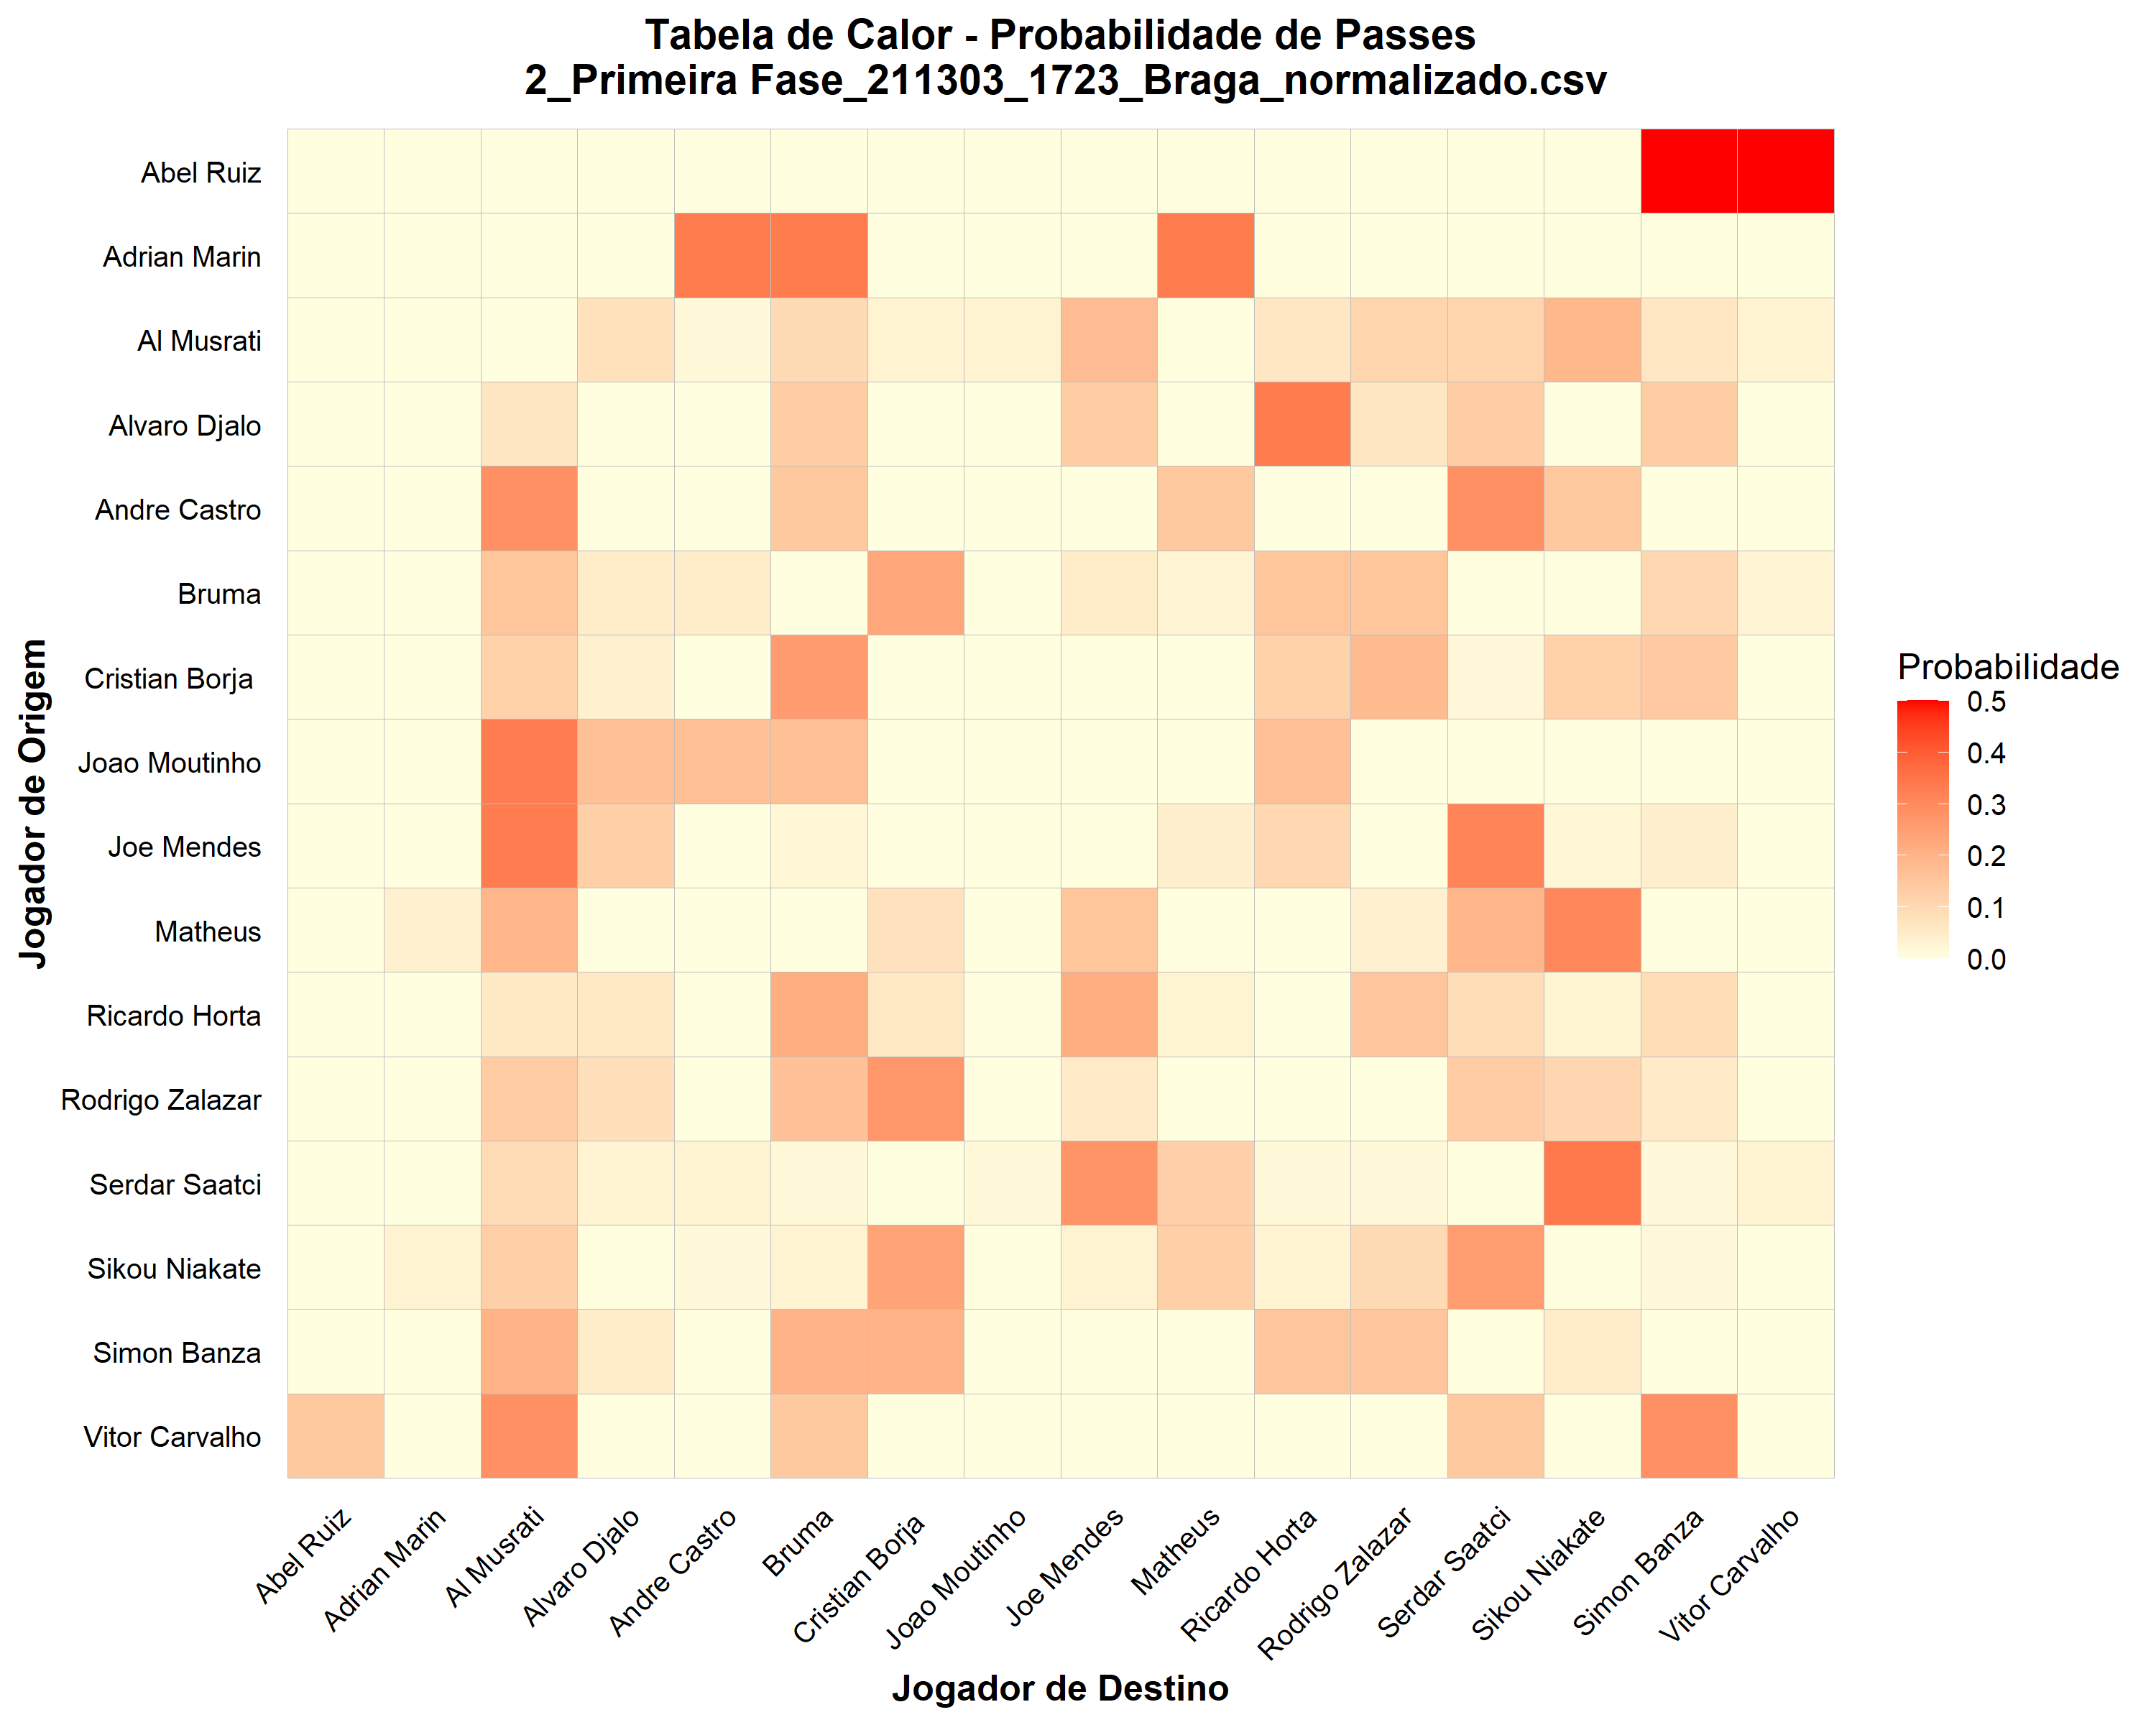 Tabela de Calor - Probabilidade de Passes
2_Primeira Fase_211303_1723_Braga_normalizado.csv
Jogador de Origem
Abel Ruiz
Adrian Marin
Al Musrati
Alvaro Djalo
Andre Castro
Bruma
Cristian Borja
Joao Moutinho
Joe Mendes
Matheus
Ricardo Horta
Rodrigo Zalazar
Serdar Saatci
Sikou Niakate
Simon Banza
Vitor Carvalho
Abel Ruiz
Adrian Marin
Al Musrati
Alvaro Djalo
Andre Castro
Bruma
Cristian Borja
Joao Moutinho
Joe Mendes
Matheus
Ricardo Horta
Rodrigo Zalazar
Serdar Saatci
Sikou Niakate
Simon Banza
Vitor Carvalho
Jogador de Destino
Probabilidade
0.5
0.4
0.3
0.2
0.1
0.0